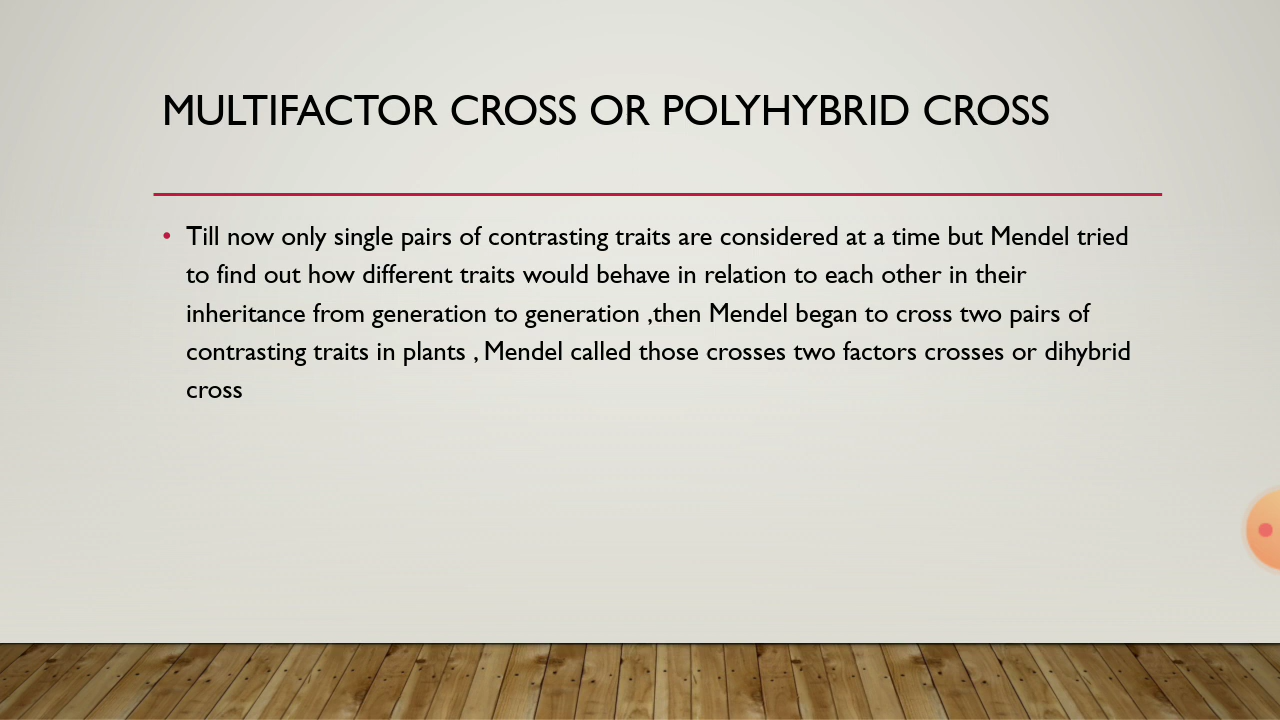 MULTIFACTOR CROSS OR POLYHYBRID CROSS
• Till now only single pairs of contrasting traits are considered at a time but Mendel tried
to find out how different traits would behave in relation to each other in their
inheritance from generation to generation ,then Mendel began to cross two pairs of
contrasting traits in plants , Mendel called those crosses two factors crosses or dihybrid
cross